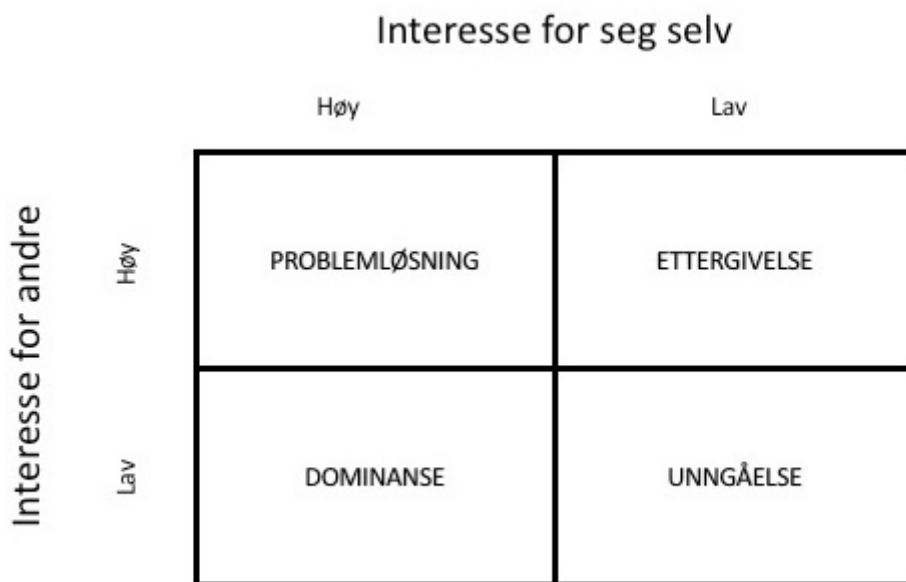 Interesse for seg selv
Høy
Lav
Interesse for andre
Høy
PROBLEMLØSNING
ETTERGIVELSE
Lav
DOMINANSE
UNNGÅELSE